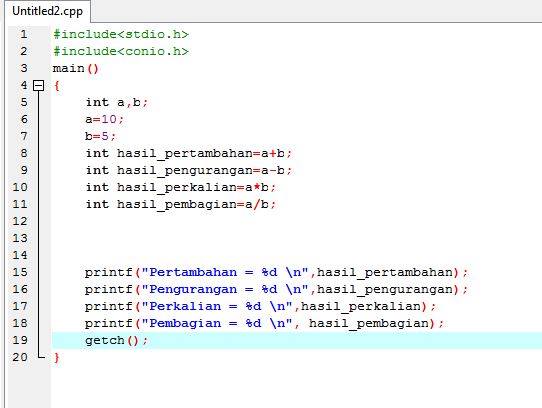 Untitled2.cpp
1 #include<stdio.h>
2 #include<conio.h>
3 main()
4 {
5 int a,b;
6 a=10;
7 b=5;
8 int hasil_pertambahan=a+b;
9 int hasil_pengurangan=a-b;
10 int hasil_perkalian=a*b;
11 int hasil_pembagian=a/b;
12
13
14
15 printf("Pertambahan = %d \n",hasil_pertambahan);
16 printf("Pengurangan = %d \n",hasil_pengurangan);
17 printf("Perkalian = %d \n",hasil_perkalian);
18 printf("Pembagian = %d \n", hasil_pembagian);
19 getch();
20 }